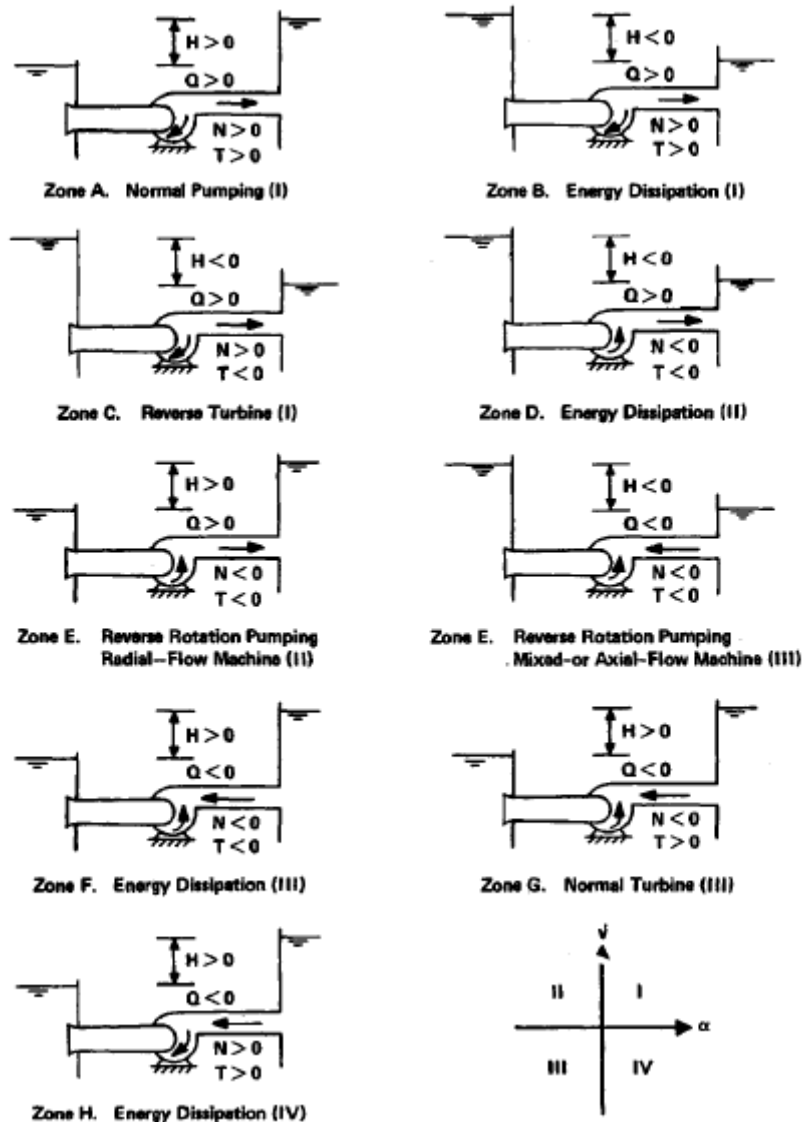 H>0
Q>0
N>0
T>0
Zone A. Normal Pumping (I)
H<0
Q>0
N>0
T>0
Zone B. Energy Dissipation (I)
H<0
Q>0
N>0
T<0
Zone C. Reverse Turbine (I)
H<0
Q>0
N<0
T<0
Zone D. Energy Dissipation (II)
H>0
Q>0
N<0
T<0
Zone E. Reverse Rotation Pumping
Radial-Flow Machine (II)
H<0
Q<0
N<0
T<0
Zone E. Reverse Rotation Pumping
Mixed-or Axial-Flow Machine (III)
H>0
Q<0
N<0
T<0
Zone F. Energy Dissipation (III)
H>0
Q<0
N<0
T>0
Zone G. Normal Turbine (III)
H>0
Q<0
N>0
T>0
Zone H. Energy Dissipation (IV)
v
II I
α
III IV